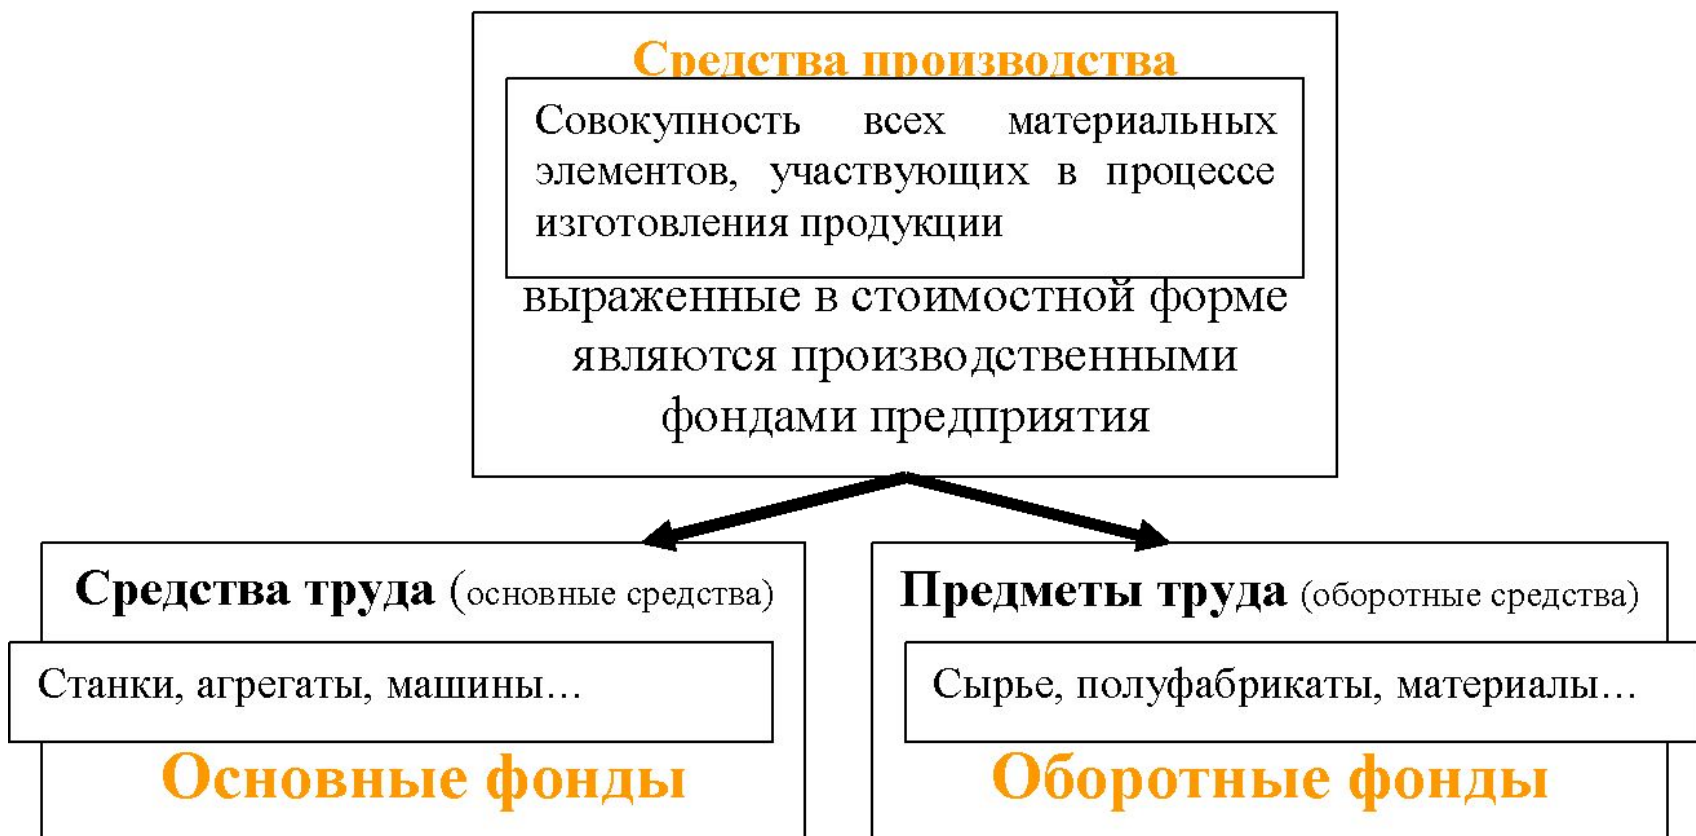 Средства производства
Совокупность всех материальных
элементов, участвующих в процессе
изготовления продукции
выраженные в стоимостной форме
являются производственными
фондами предприятия
Средства труда (основные средства)
Станки, агрегаты, машины...
Основные фонды
Предметы труда (оборотные средства)
Сырье, полуфабрикаты, материалы...
Оборотные фонды